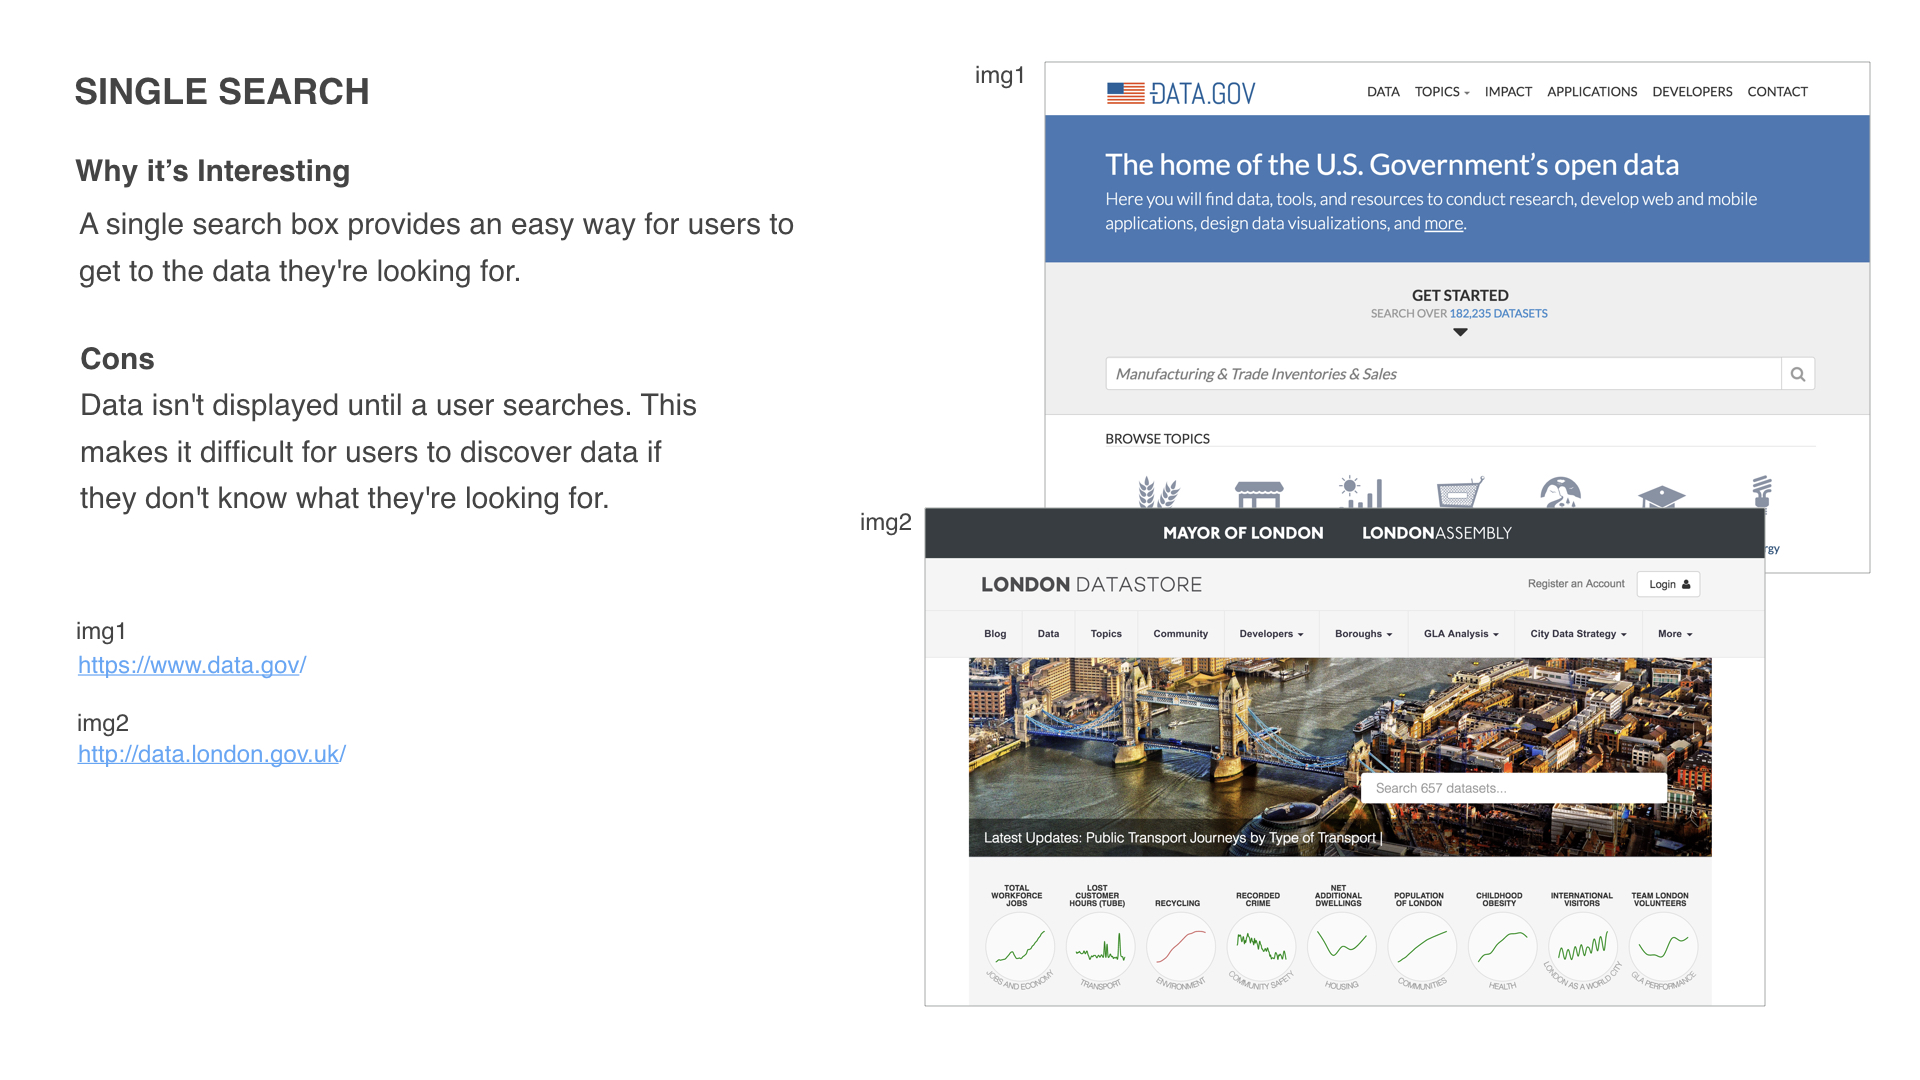 SINGLE SEARCH
Why it’s Interesting
A single search box provides an easy way for users to
get to the data they're looking for.
Cons
Data isn't displayed until a user searches. This
makes it difficult for users to discover data if
they don't know what they're looking for.
img1
https://www.data.gov/
img2
http://data.london.gov.uk/
img1
DATA.GOV
DATA TOPICS IMPACT APPLICATIONS DEVELOPERS CONTACT
The home of the U.S. Government’s open data
Here you will find data, tools, and resources to conduct research, develop web and mobile
applications, design data visualizations, and more.
GET STARTED
SEARCH OVER 182,235 DATASETS
Manufacturing & Trade Inventories & Sales
BROWSE TOPICS
rgy
img2
MAYOR OF LONDON LONDONASSEMBLY
LONDON DATASTORE
Register an Account Login
Blog Data Topics Community Developers Boroughs GLA Analysis City Data Strategy More
Search 657 datasets...
Latest Updates: Public Transport Journeys by Type of Transport |
TOTAL
WORKFORCE
JOBS
JOBS AND ECONOMY
LOST
CUSTOMER
HOURS (TUBE)
TRANSPORT
RECYCLING
ENVIRONMENT
RECORDED
CRIME
COMMUNITY SAFETY
NET
ADDITIONAL
DWELLINGS
HOUSING
POPULATION
OF LONDON
COMMUNITIES
CHILDHOOD
OBESITY
HEALTH
INTERNATIONAL
VISITORS
LONDON AS A WORLD CITY
TEAM LONDON
VOLUNTEERS
GLA PERFORMANCE